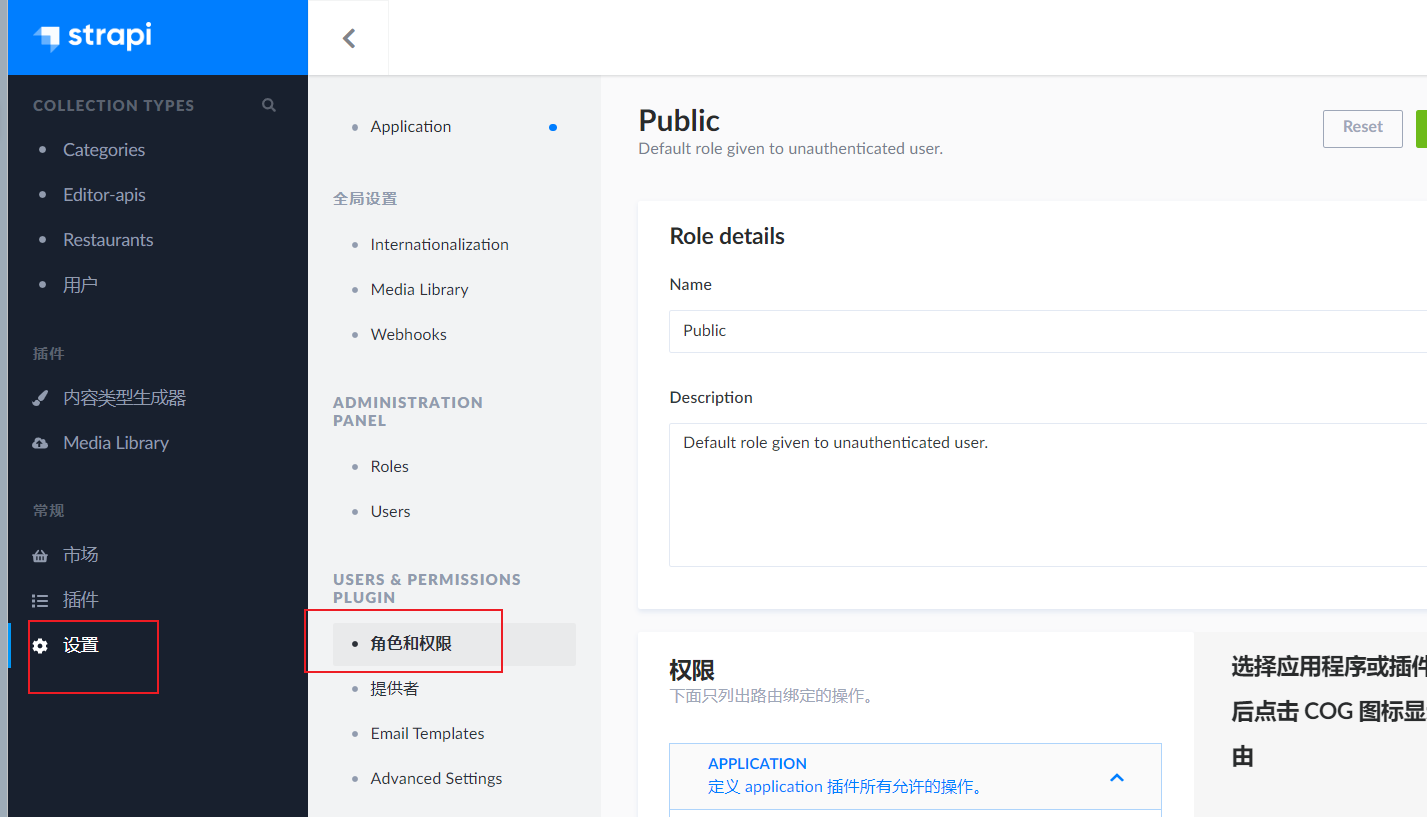 strapi
COLLECTION TYPES
Categories
Editor-apis
Restaurants
用户
插件
内容类型生成器
Media Library
常规
市场
插件
设置
Application
全局设置
Internationalization
Media Library
Webhooks
ADMINISTRATION
PANEL
Roles
Users
USERS & PERMISSIONS
PLUGIN
角色和权限
提供者
Email Templates
Advanced Settings
Public
Default role given to unauthenticated user.
Reset
Role details
Name
Public
Description
Default role given to unauthenticated user.
权限
下面只列出路由绑定的操作。
APPLICATION
定义 application 插件所有允许的操作。
选择应用程序或插件
后点击 COG 图标显
由